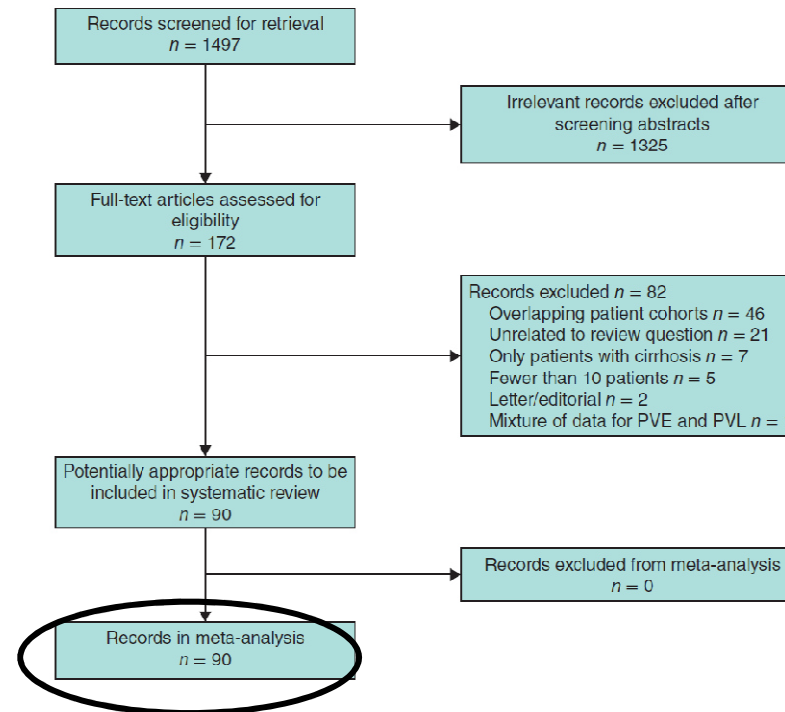 Records screened for retrieval
n = 1497
Irrelevant records excluded after
screening abstracts
n = 1325
Full-text articles assessed for
eligibility
n = 172
Records excluded n = 82
Overlapping patient cohorts n = 46
Unrelated to review question n = 21
Only patients with cirrhosis n = 7
Fewer than 10 patients n = 5
Letter/editorial n = 2
Mixture of data for PVE and PVL n =
Potentially appropriate records to be
included in systematic review
n = 90
Records excluded from meta-analysis
n = 0
Records in meta-analysis
n = 90